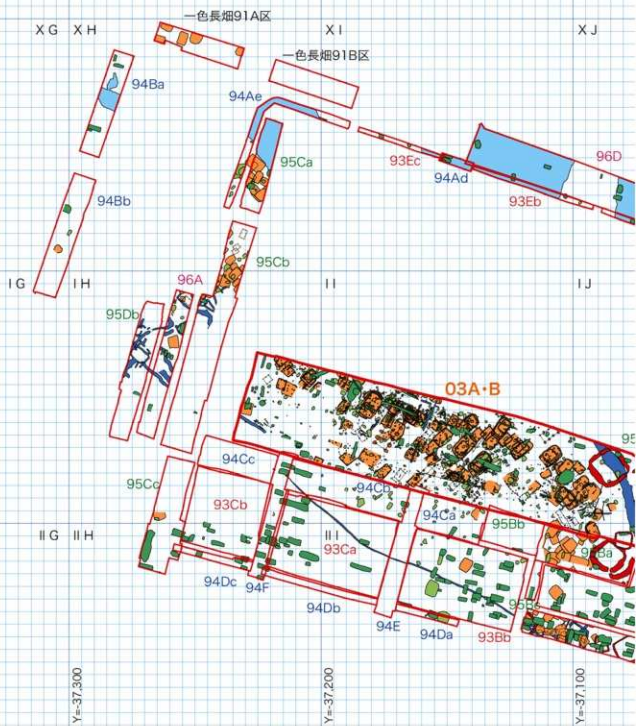 一色長畑91A区
XG XH XI XJ
一色長畑91B区
94Ba
94Ae
95Ca
93Ec
94Ad
96D
93Eb
94Bb
95Cb
IG IH II IJ
96A
95Db
03A・B
94Cc
95Cc
93Cb
94Cb
94Ca
95Bb
ⅡG ⅡH ⅡI
93Ca
95Ba
94Dc
94F
94Db
94E
94Da
93Bb
Y=-37,300
Y=-37,200
Y=-37,100